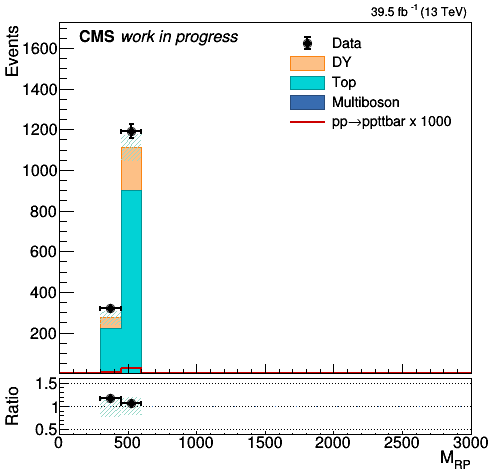 39.5 fb⁻¹ (13 TeV)
CMS work in progress
Events
1600
1400
1200
1000
800
600
400
200
Data
DY
Top
Multiboson
pp→ppttbar x 1000
Ratio
1.5
1
0.5
0 500 1000 1500 2000 2500 3000
M_RP